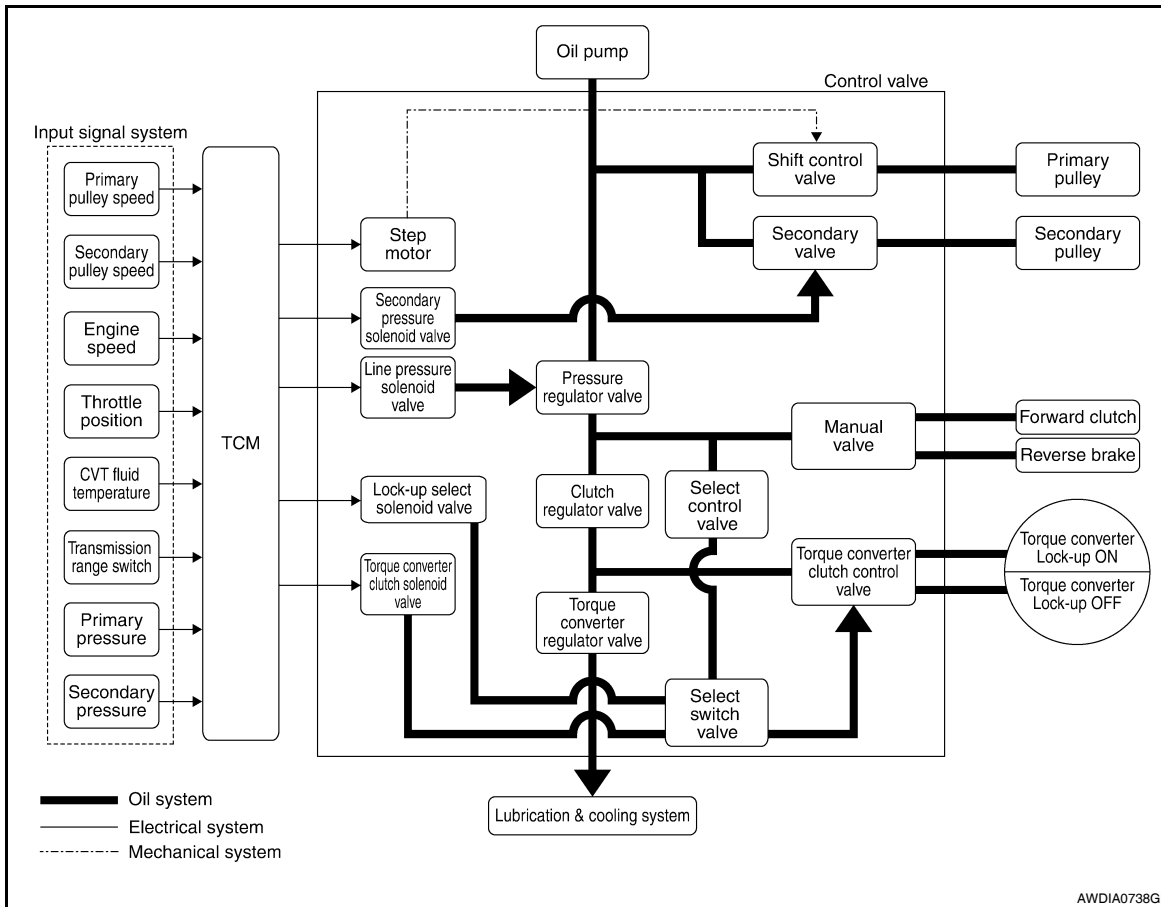 Oil pump
Control valve
Input signal system
Primary
pulley speed
Secondary
pulley speed
Engine
speed
Throttle
position
CVT fluid
temperature
Transmission
range switch
Primary
pressure
Secondary
pressure
TCM
Step
motor
Secondary
pressure
solenoid valve
Line pressure
solenoid
valve
Lock-up select
solenoid valve
Torque converter
clutch solenoid
valve
Pressure
regulator valve
Clutch
regulator valve
Torque
converter
regulator valve
Shift control
valve
Secondary
valve
Manual
valve
Select
control
valve
Torque converter
clutch control
valve
Select
switch
valve
Primary
pulley
Secondary
pulley
Forward clutch
Reverse brake
Torque converter
Lock-up ON
Torque converter
Lock-up OFF
Lubrication & cooling system
Oil system
Electrical system
Mechanical system
AWDIA0738G